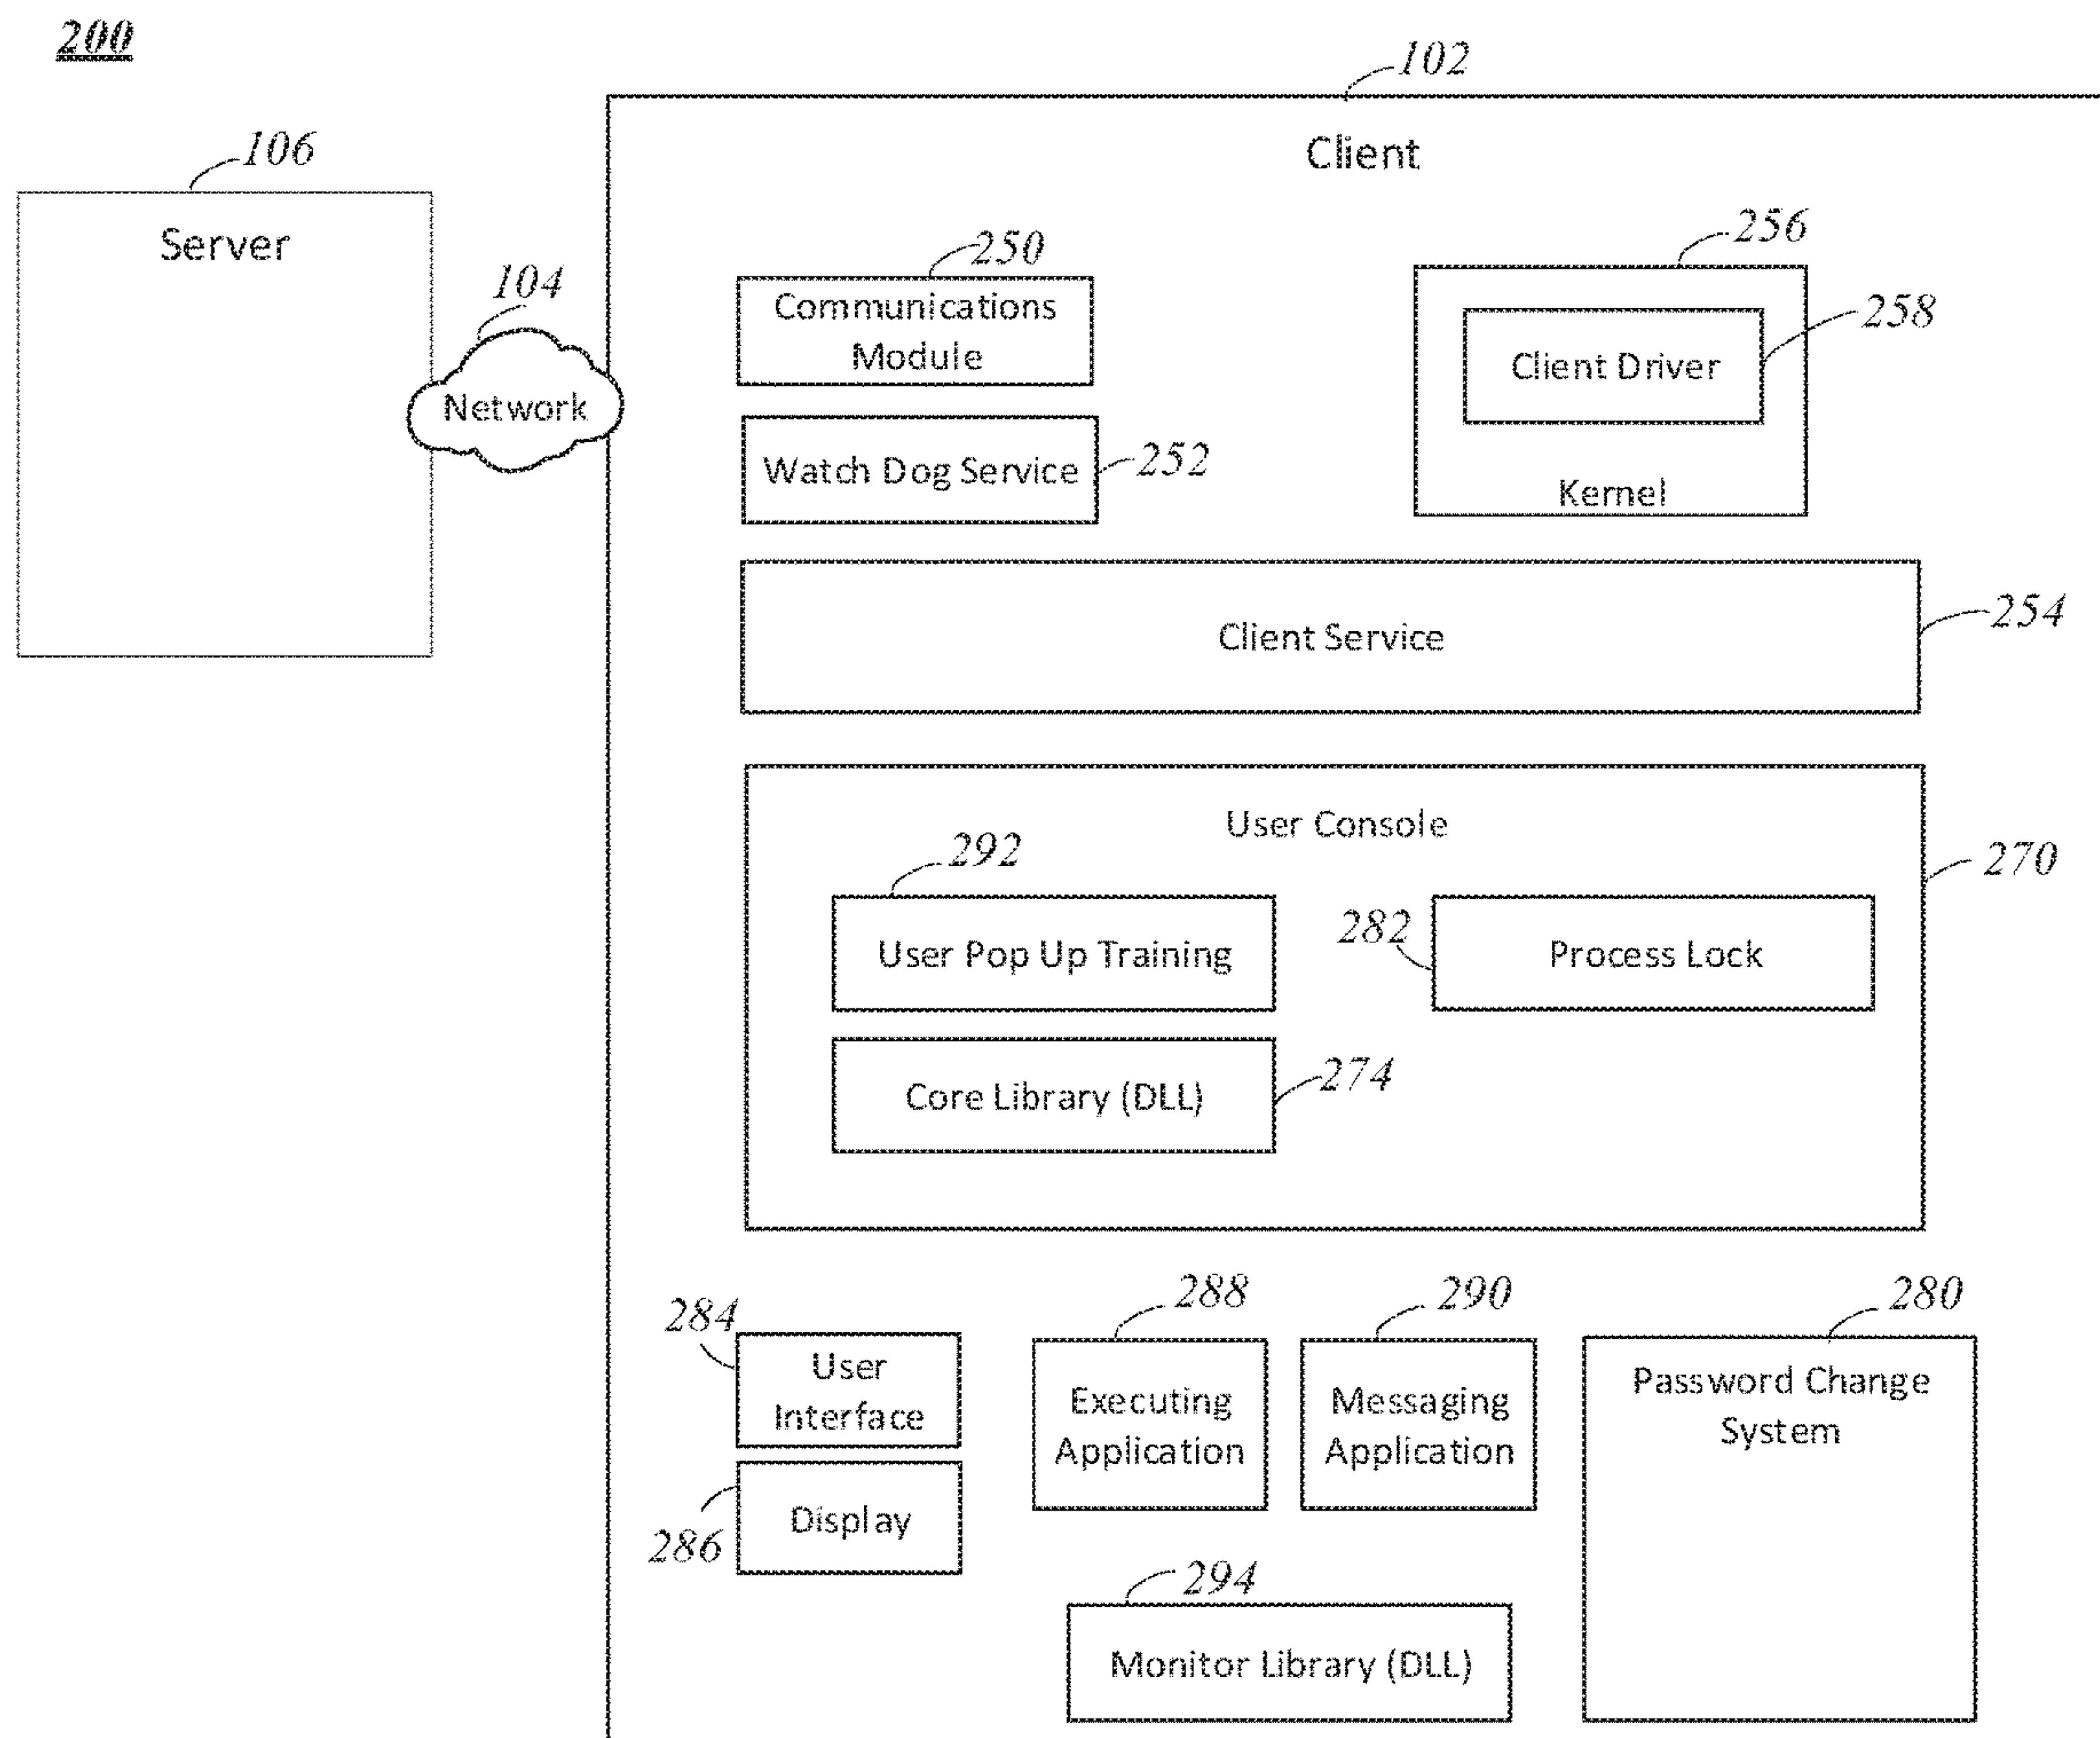 200
102
Client
106
Server
104
Network
250
Communications
Module
256
258
Client Driver
Kernel
Watch Dog Service
252
Client Service
254
User Console
270
292
User Pop Up Training
282
Process Lock
Core Library (DLL)
274
284
User
Interface
286
Display
288
Executing
Application
290
Messaging
Application
280
Password Change
System
294
Monitor Library (DLL)